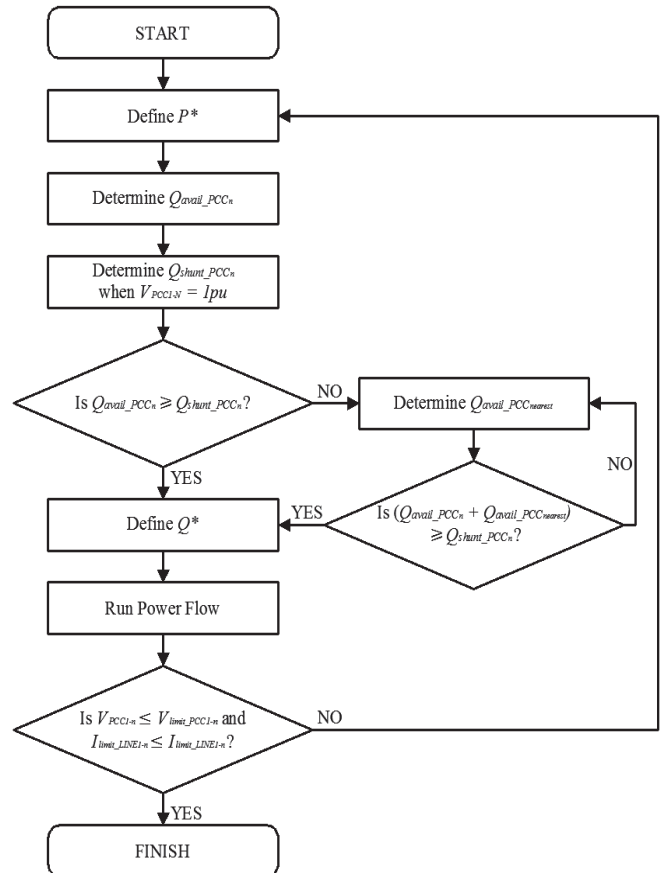 START
Define P*
Determine Qavail_PCCn
Determine Qshunt_PCCn
when VPCC1-N = 1pu
Is Qavail_PCCn ⩾ Qshunt_PCCn?
NO
Determine Qavail_PCCnearest
YES
NO
Is (Qavail_PCCn + Qavail_PCCnearest)
⩾ Qshunt_PCCn?
YES
Define Q*
Run Power Flow
Is VPCC1-n ≤ Vlimit_PCC1-n and
Ilimit_LINE1-n ≤ Ilimit_LINE1-n?
NO
YES
FINISH